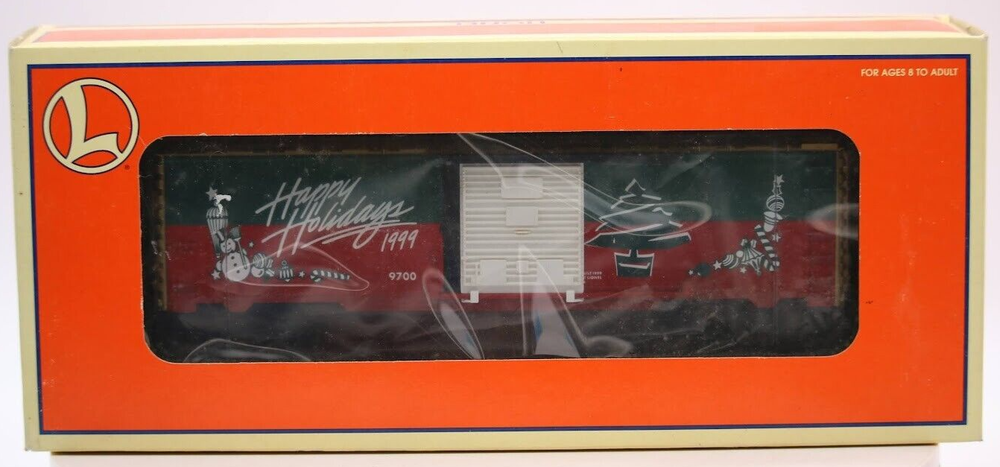 FOR AGES 8 TO ADULT
L
Happy
Holidays
1999
9700